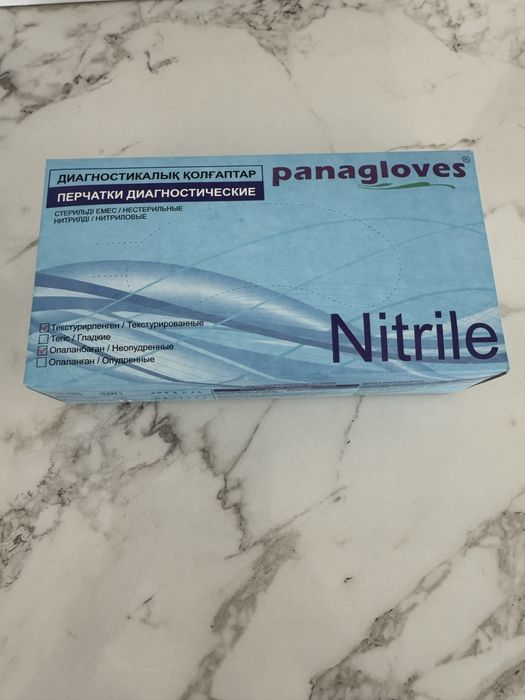 ДИАГНОСТИКАЛЫҚ ҚОЛҒАПТАР
ПЕРЧАТКИ ДИАГНОСТИЧЕСКИЕ
СТЕРИЛЬДІ ЕМЕС / НЕСТЕРИЛЬНЫЕ
НИТРИЛДІ / НИТРИЛОВЫЕ
panagloves®
Текстурирленген / Текстурированные
Тегіс / Гладкие
Опаланбаған / Неопудренные
Опаланған / Опудренные
Nitrile